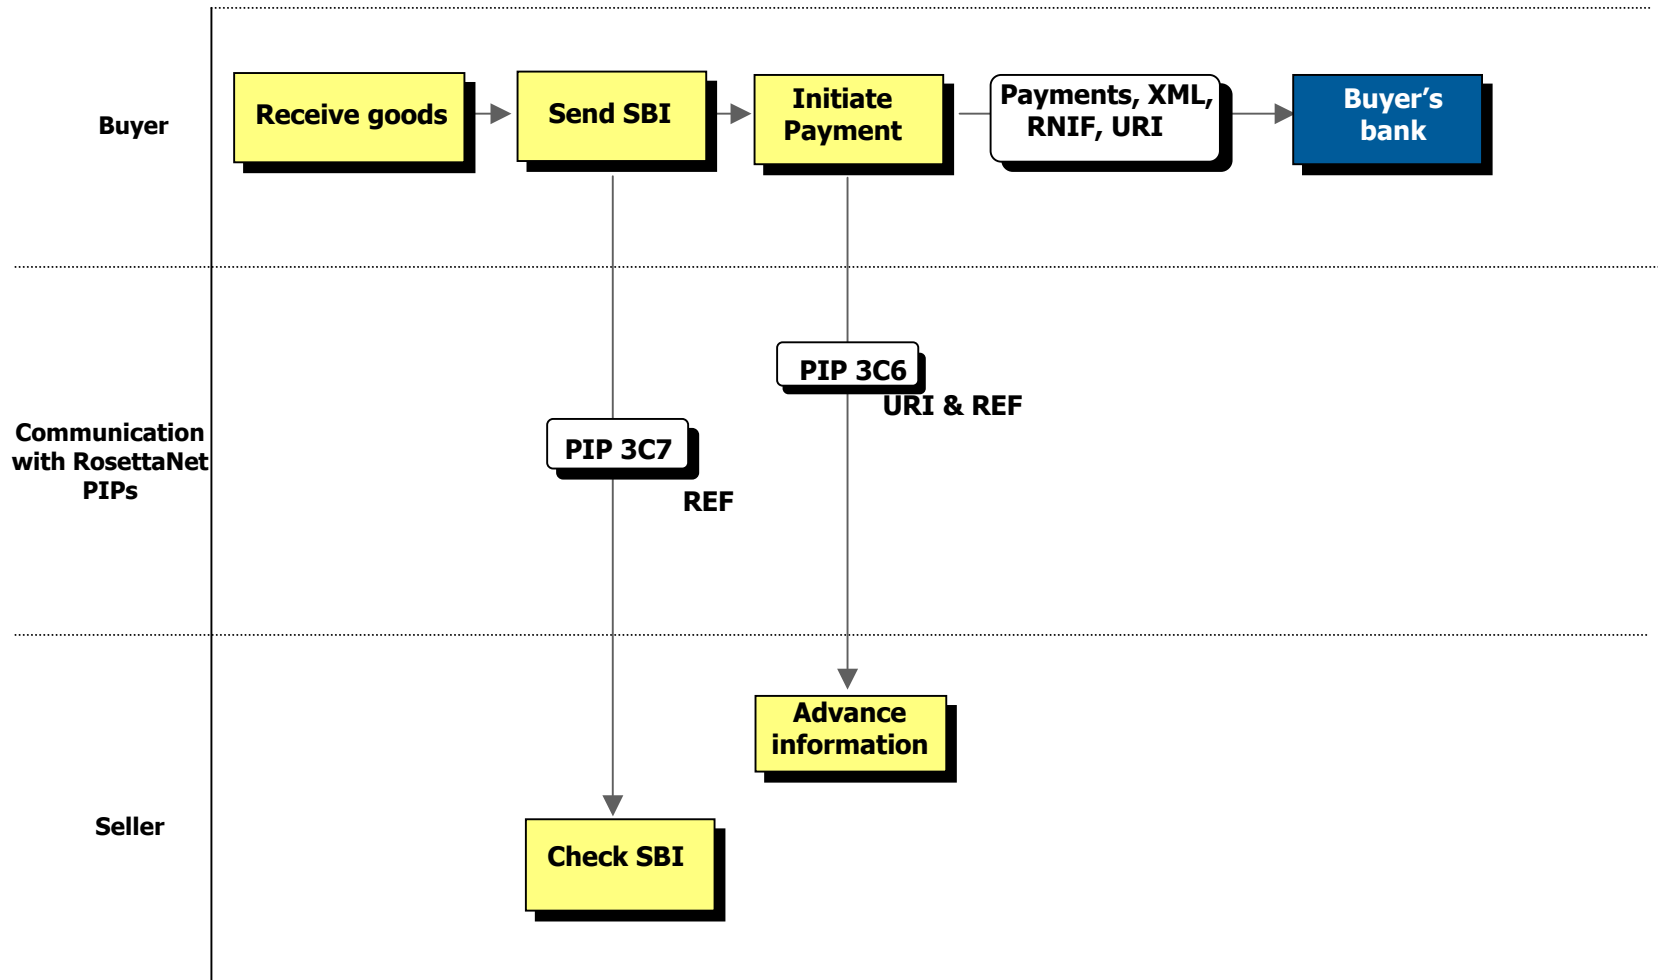 Buyer
Receive goods
Send SBI
Initiate
Payment
Payments, XML,
RNIF, URI
Buyer’s
bank
Communication
with RosettaNet
PIPs
PIP 3C6
URI & REF
PIP 3C7
REF
Seller
Advance
information
Check SBI